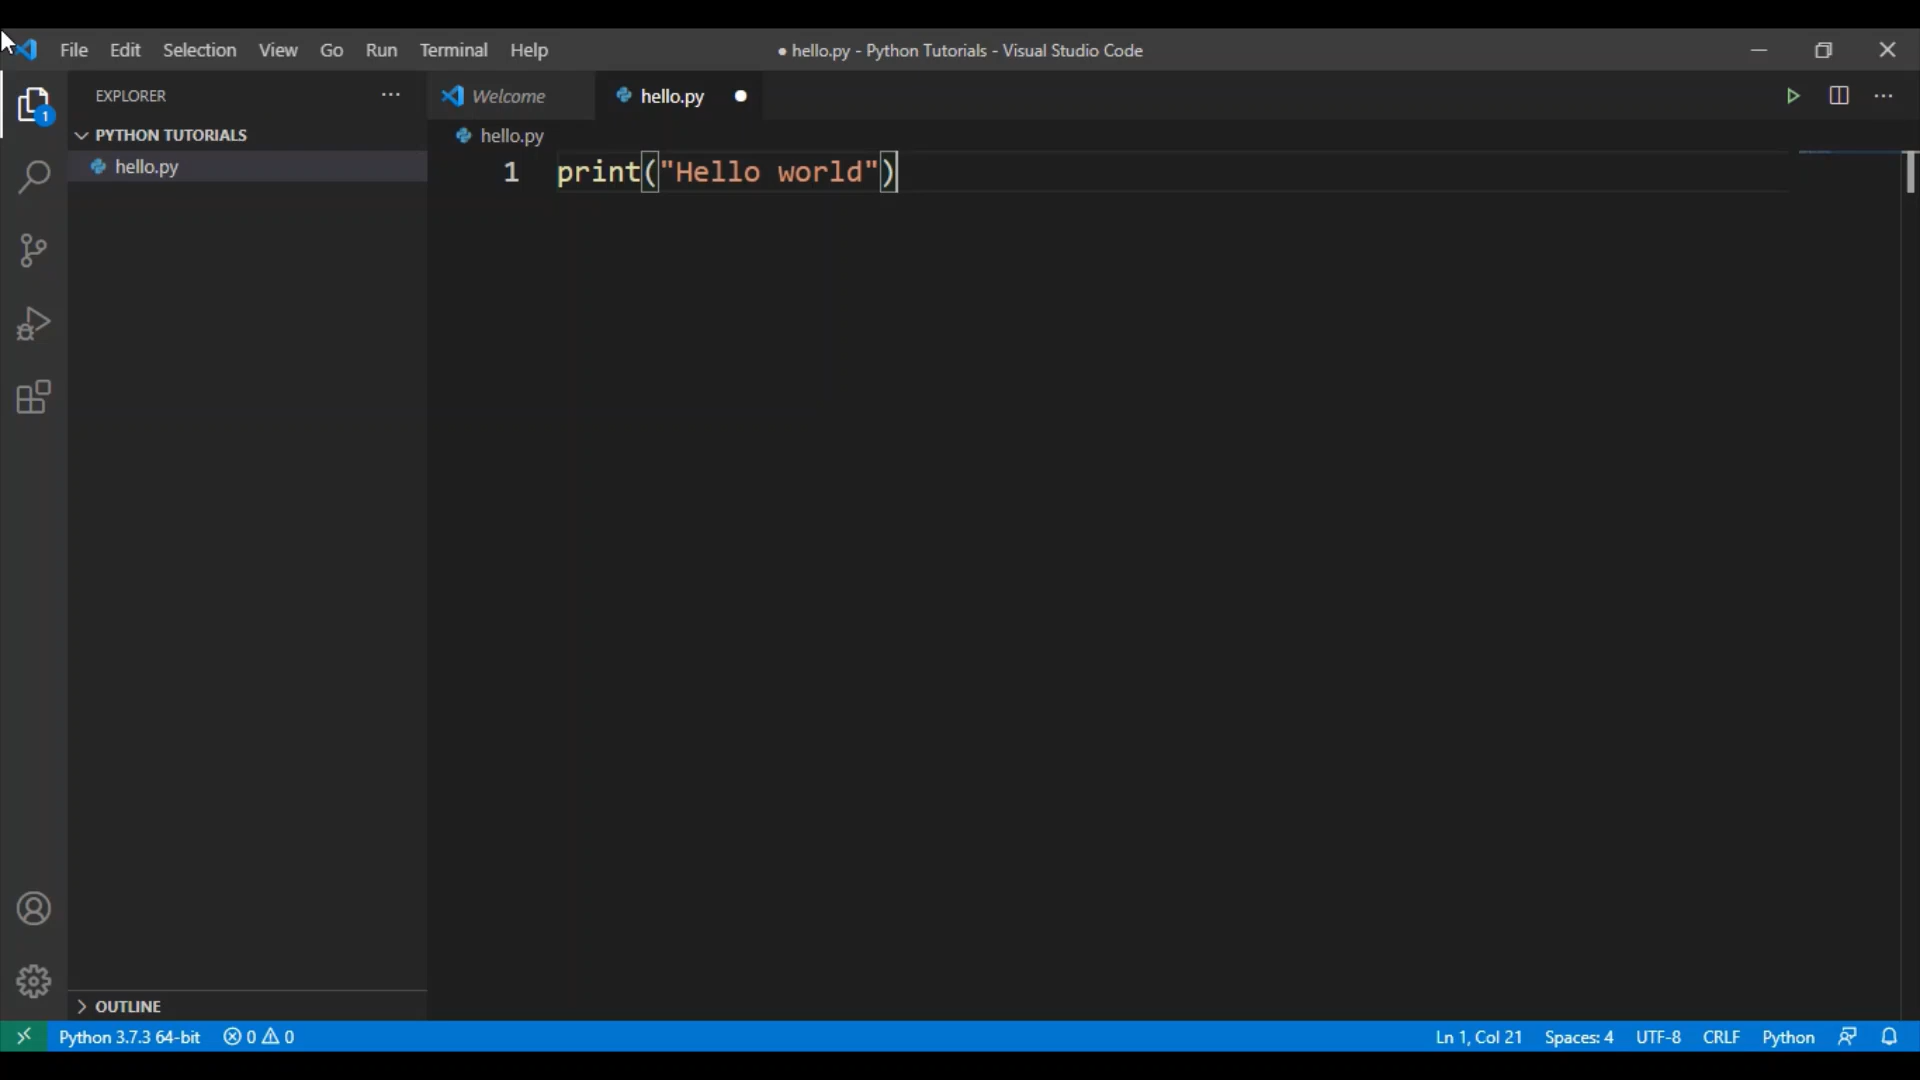 File Edit Selection View Go Run Terminal Help
● hello.py - Python Tutorials - Visual Studio Code
EXPLORER
1
PYTHON TUTORIALS
hello.py
OUTLINE
Welcome
hello.py
hello.py
1 print("Hello world")
Python 3.7.3 64-bit 0 0
Ln 1, Col 21 Spaces: 4 UTF-8 CRLF Python